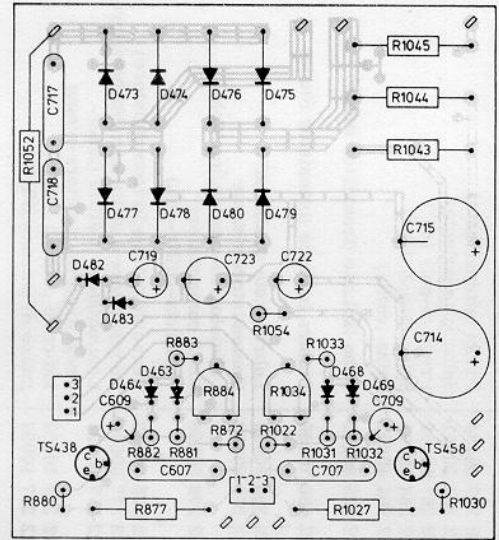 R1045
D473 D474 D476 D475
C717
R1044
R1052
R1043
C718
D477 D478 D480 D479
C715
D482 C719 C723 C722
+ + + +
D483
R1054
C714
R883 R1033
D463 D468
D464 R884 R1034 D469
3
2
1
C609 C709
+ + +
R872 R1022
TS438 R882 R881 R1031 R1032 TS458
c b e
c b e
C607 C707
1-2-3
R880 R877 R1027 R1030